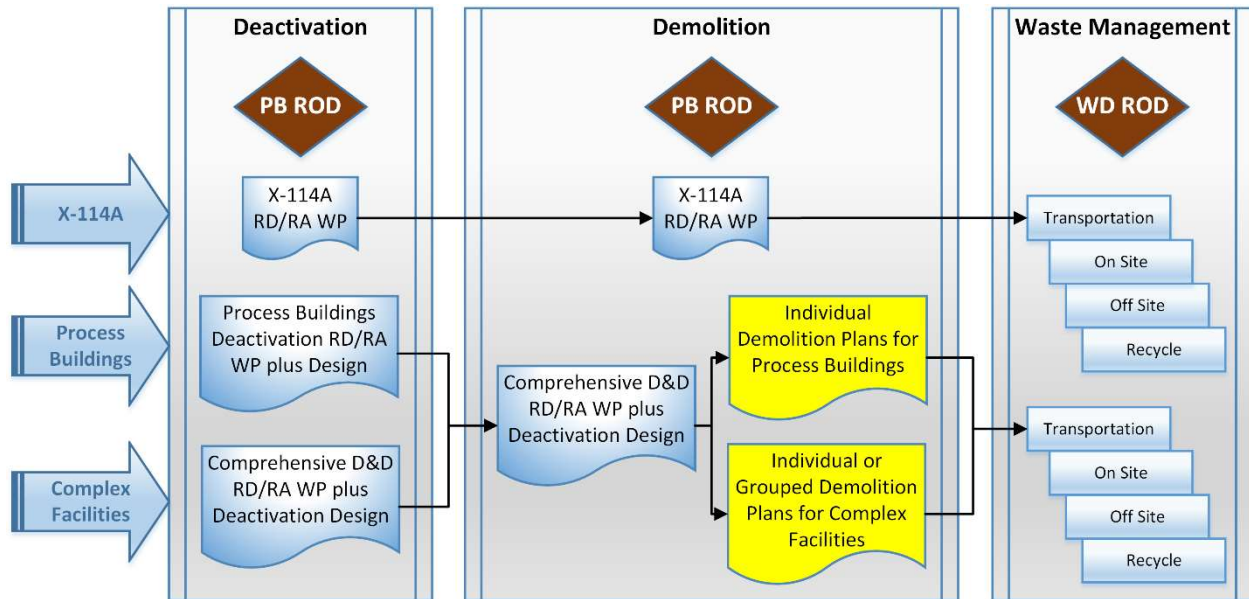 Deactivation
Demolition
Waste Management
PB ROD
PB ROD
WD ROD
X-114A
X-114A
RD/RA WP
X-114A
RD/RA WP
Transportation
On Site
Off Site
Recycle
Process
Buildings
Process Buildings
Deactivation RD/RA
WP plus Design
Comprehensive D&D
RD/RA WP plus
Deactivation Design
Individual
Demolition Plans for
Process Buildings
Complex
Facilities
Comprehensive D&D
RD/RA WP plus
Deactivation Design
Individual or
Grouped Demolition
Plans for Complex
Facilities
Transportation
On Site
Off Site
Recycle